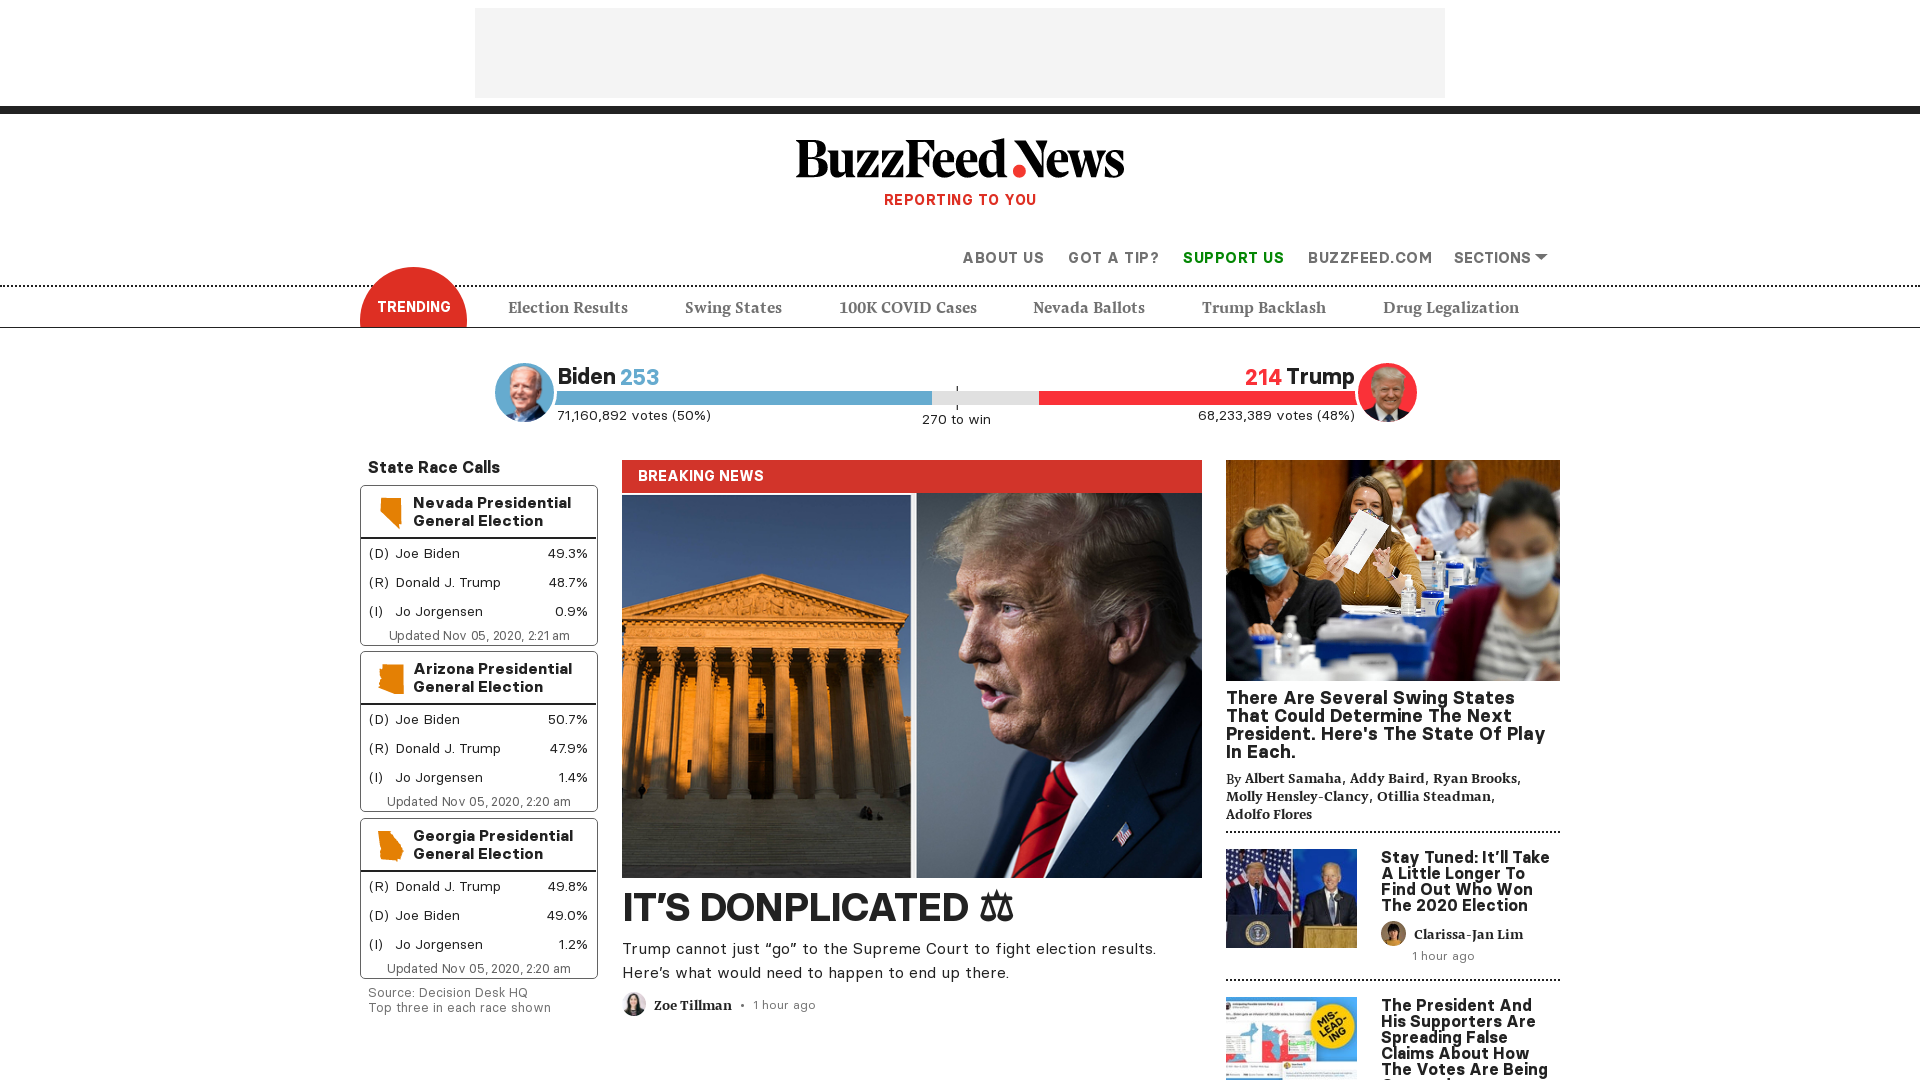 BuzzFeed News
REPORTING TO YOU
ABOUT US GOT A TIP? SUPPORT US BUZZFEED.COM SECTIONS
TRENDING Election Results Swing States 100K COVID Cases Nevada Ballots Trump Backlash Drug Legalization
Biden 253
214 Trump
71,160,892 votes (50%)
270 to win
68,233,389 votes (48%)
State Race Calls
Nevada Presidential
General Election
(D) Joe Biden 49.3%
(R) Donald J. Trump 48.7%
(I) Jo Jorgensen 0.9%
Updated Nov 05, 2020, 2:21 am
Arizona Presidential
General Election
(D) Joe Biden 50.7%
(R) Donald J. Trump 47.9%
(I) Jo Jorgensen 1.4%
Updated Nov 05, 2020, 2:20 am
Georgia Presidential
General Election
(R) Donald J. Trump 49.8%
(D) Joe Biden 49.0%
(I) Jo Jorgensen 1.2%
Updated Nov 05, 2020, 2:20 am
Source: Decision Desk HQ
Top three in each race shown
BREAKING NEWS
IT’S DONPLICATED ⚖️
Trump cannot just “go” to the Supreme Court to fight election results.
Here’s what would need to happen to end up there.
Zoe Tillman • 1 hour ago
There Are Several Swing States
That Could Determine The Next
President. Here's The State Of Play
In Each.
By Albert Samaha, Addy Baird, Ryan Brooks,
Molly Hensley-Clancy, Otillia Steadman,
Adolfo Flores
Stay Tuned: It’ll Take
A Little Longer To
Find Out Who Won
The 2020 Election
Clarissa-Jan Lim
1 hour ago
MIS-
LEAD-
ING
The President And
His Supporters Are
Spreading False
Claims About How
The Votes Are Being